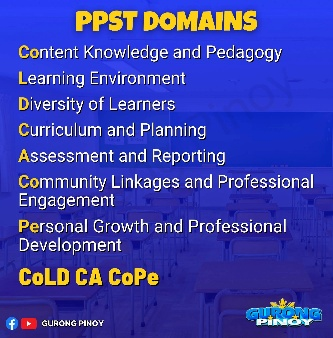 PPST DOMAINS
Content Knowledge and Pedagogy
Learning Environment
Diversity of Learners
Curriculum and Planning
Assessment and Reporting
Community Linkages and Professional
Engagement
Personal Growth and Professional
Development
CoLD CA CoPe
GURONG
PINOY
GURONG PINOY